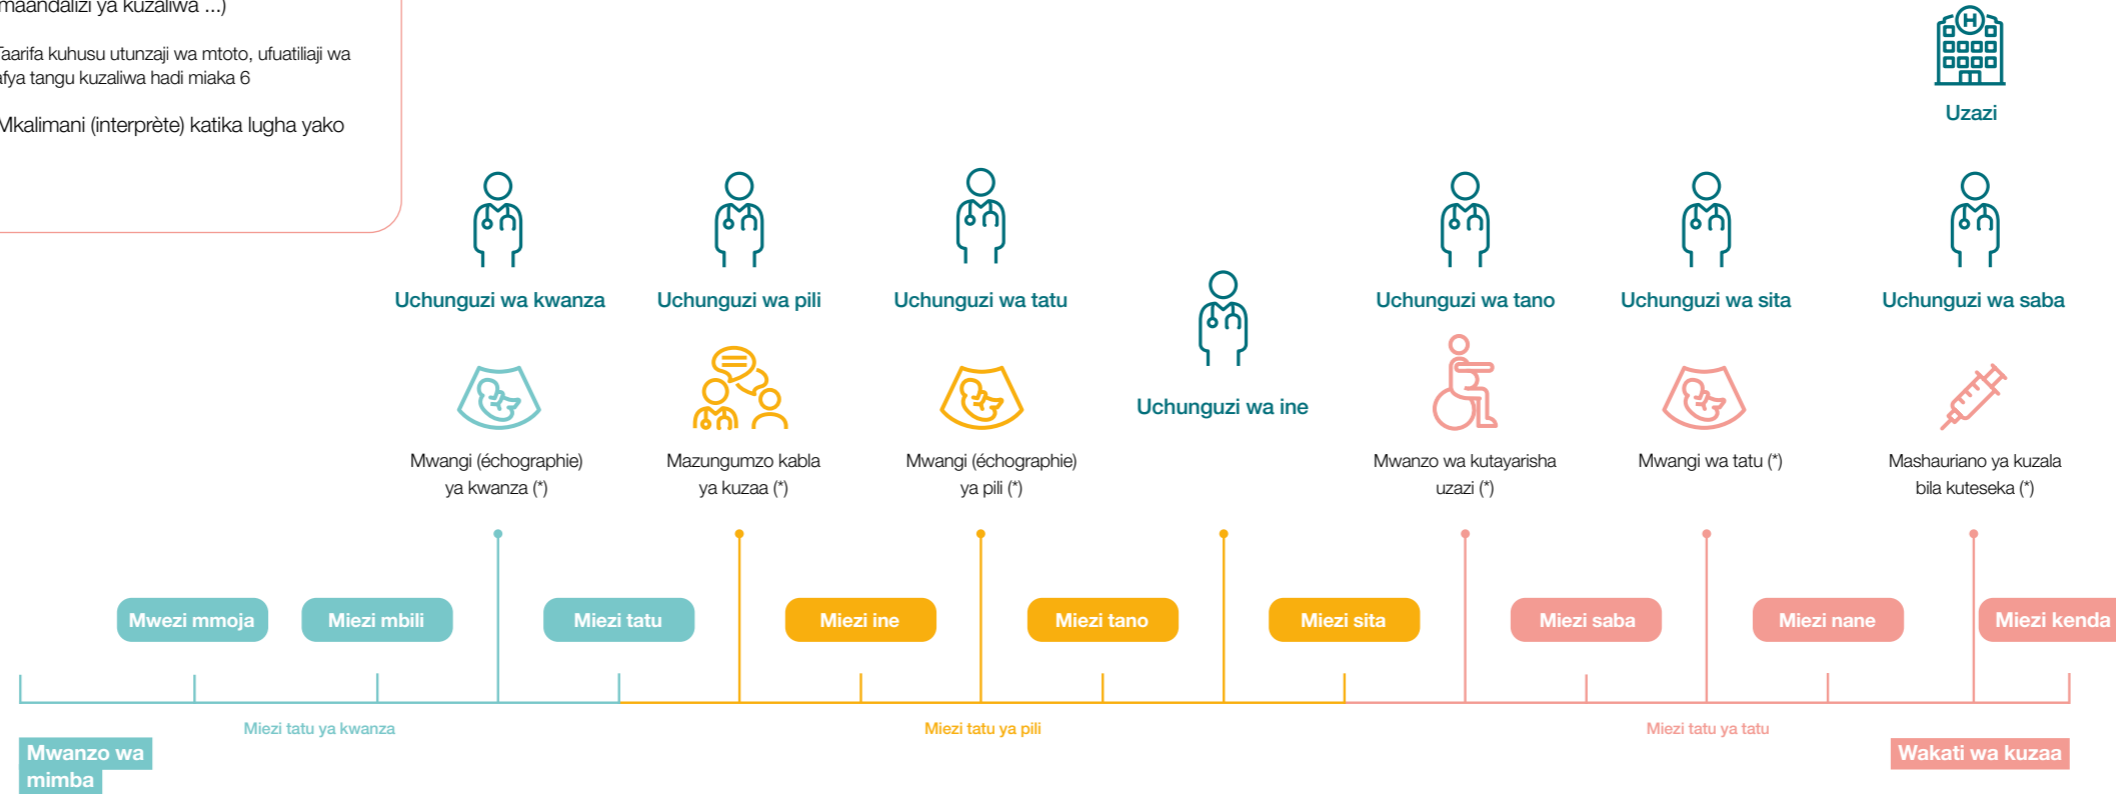 maandalizi ya kuzaliwa ...)
Taarifa kuhusu utunzaji wa mtoto, ufuatiliaji wa
afya tangu kuzaliwa hadi miaka 6
Mkalimani (interprète) katika lugha yako
H
Uzazi
Uchunguzi wa kwanza
Uchunguzi wa pili
Uchunguzi wa tatu
Uchunguzi wa ine
Uchunguzi wa tano
Uchunguzi wa sita
Uchunguzi wa saba
Mwangi (échographie)
ya kwanza (*)
Mazungumzo kabla
ya kuzaa (*)
Mwangi (échographie)
ya pili (*)
Mwanzo wa kutayarisha
uzazi (*)
Mwangi wa tatu (*)
Mashauriano ya kuzala
bila kuteseka (*)
Mwezi mmoja
Miezi mbili
Miezi tatu
Miezi ine
Miezi tano
Miezi sita
Miezi saba
Miezi nane
Miezi kenda
Miezi tatu ya kwanza
Miezi tatu ya pili
Miezi tatu ya tatu
Mwanzo wa
mimba
Wakati wa kuzaa